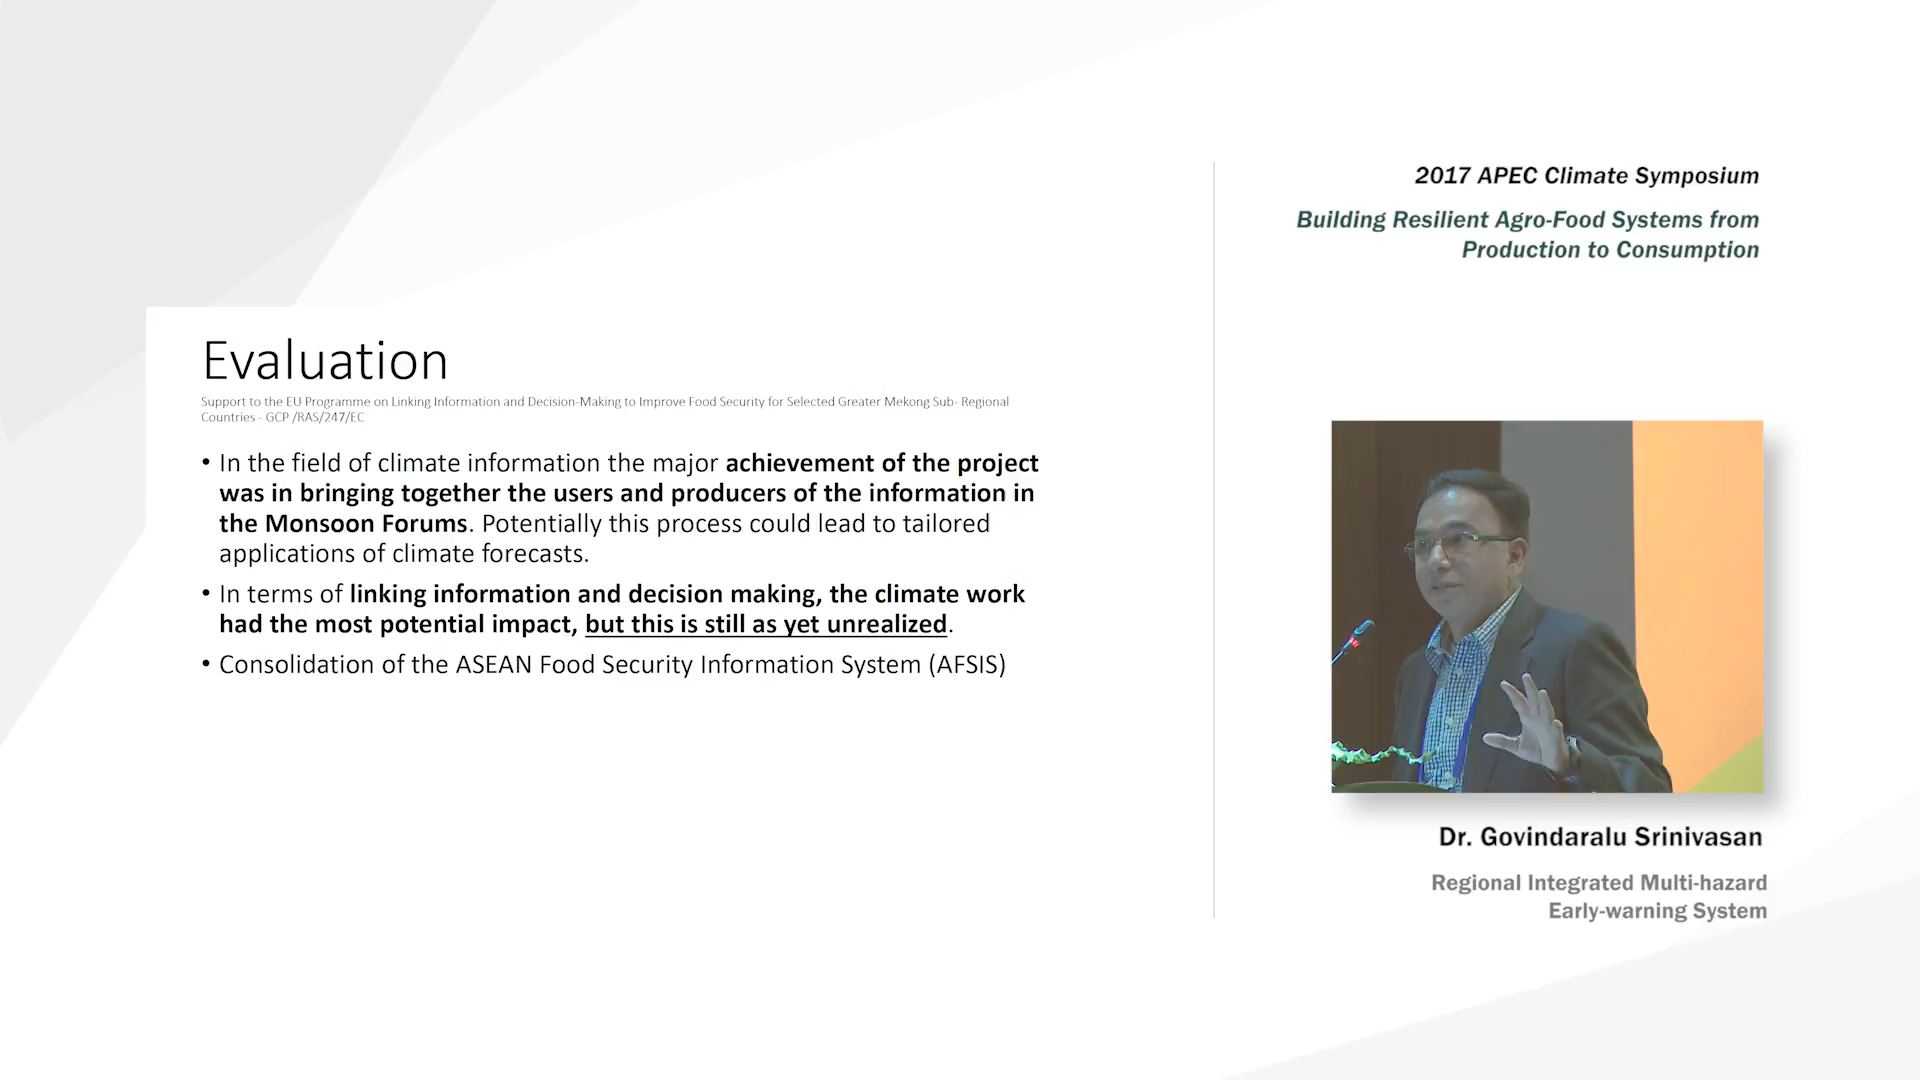 2017 APEC Climate Symposium
Building Resilient Agro-Food Systems from
Production to Consumption
Evaluation
Support to the EU Programme on Linking Information and Decision-Making to Improve Food Security for Selected Greater Mekong Sub- Regional
Countries - GCP /RAS/247/EC
• In the field of climate information the major achievement of the project
was in bringing together the users and producers of the information in
the Monsoon Forums. Potentially this process could lead to tailored
applications of climate forecasts.
• In terms of linking information and decision making, the climate work
had the most potential impact, but this is still as yet unrealized.
• Consolidation of the ASEAN Food Security Information System (AFSIS)
Dr. Govindaralu Srinivasan
Regional Integrated Multi-hazard
Early-warning System